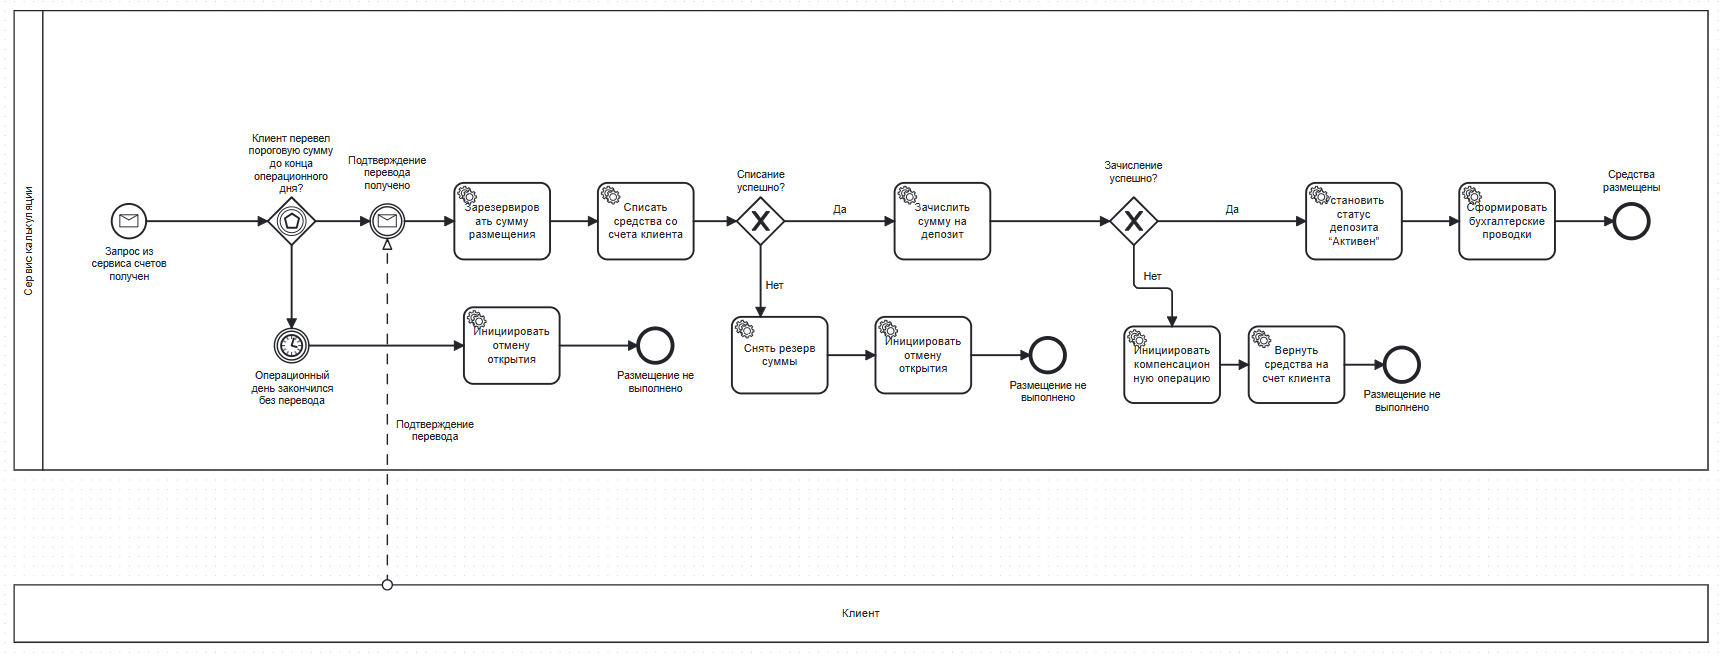 Сервис калькуляции
Запрос из
сервиса счетов
получен
Клиент перевел
пороговую сумму
до конца
операционного
дня?
Подтверждение
перевода
получено
Зарезервиров
ать сумму
размещения
Списать
средства со
счета клиента
Списание
успешно?
Да
Нет
Зачислить
сумму на
депозит
Зачисление
успешно?
Да
Нет
Установить
статус
депозита
“Активен”
Сформировать
бухгалтерские
проводки
Средства
размещены
Операционный
день закончился
без перевода
Инициировать
отмену
открытия
Размещение не
выполнено
Снять резерв
суммы
Инициировать
отмену
открытия
Размещение не
выполнено
Инициировать
компенсацион
ную операцию
Вернуть
средства на
счет клиента
Размещение не
выполнено
Подтверждение
перевода
Клиент